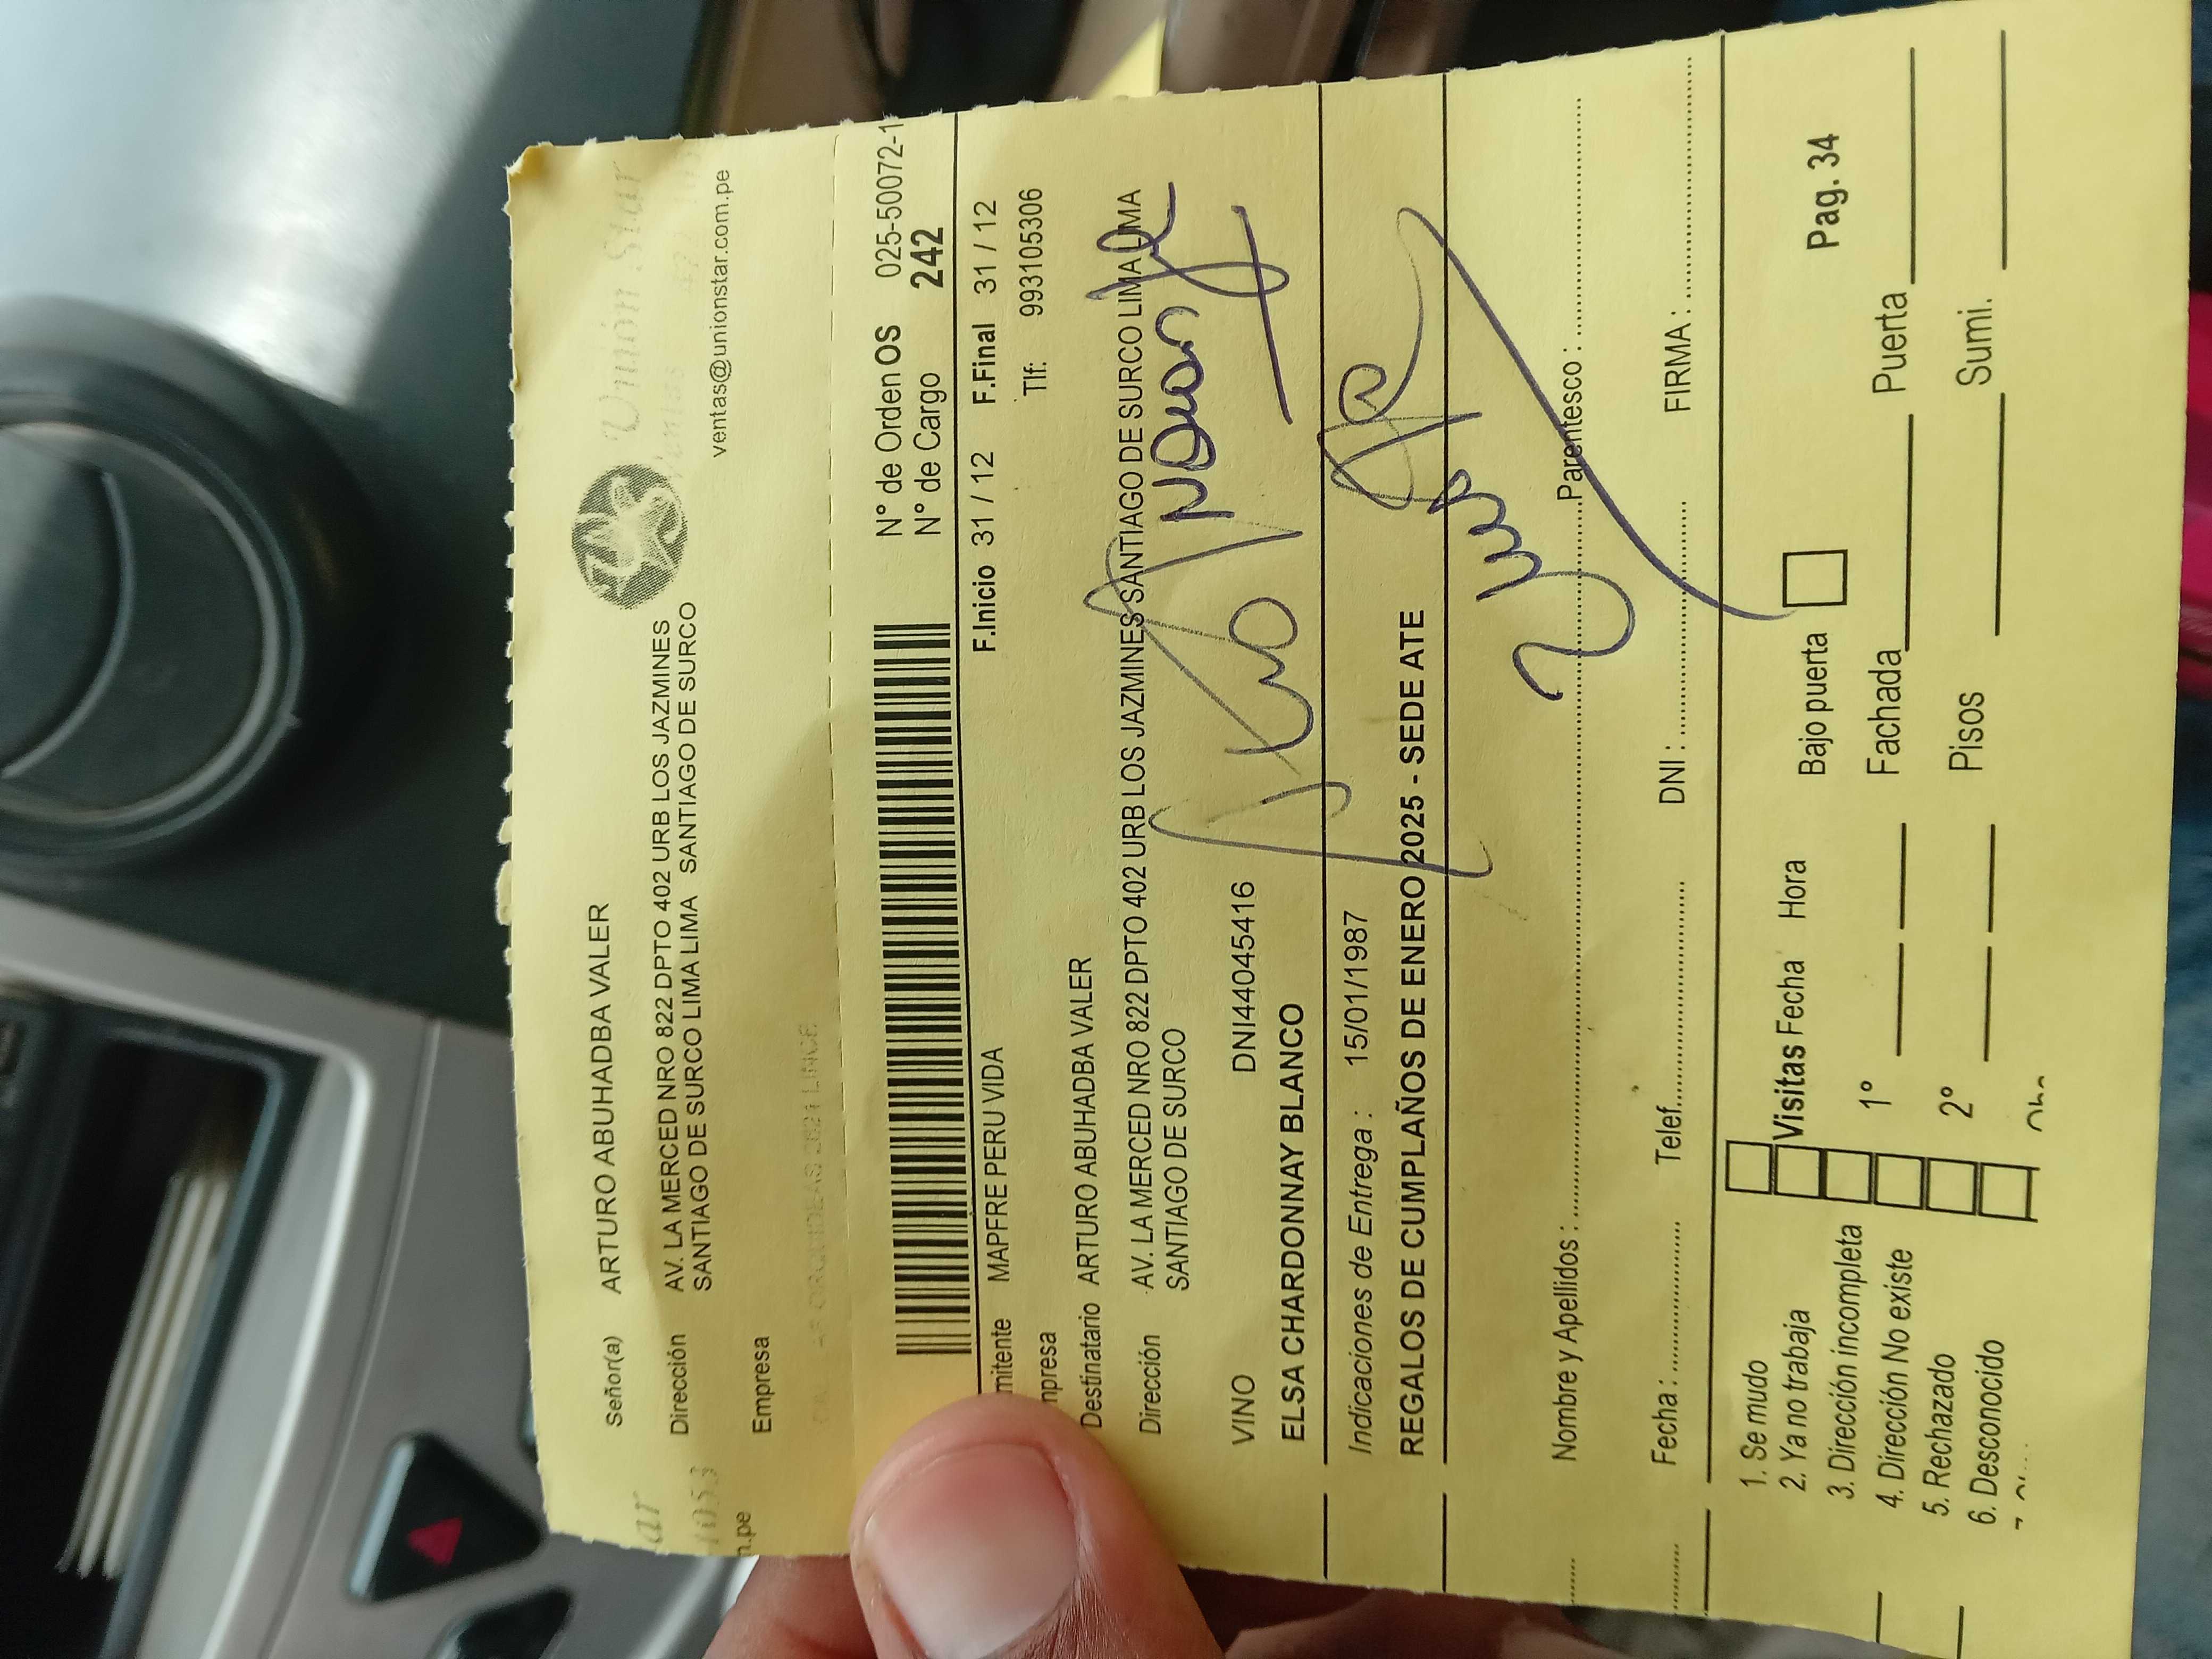 Señor(a) ARTURO ABUHADBA VALER
Dirección AV. LA MERCED NRO 822 DPTO 402 URB LOS JAZMINES
SANTIAGO DE SURCO LIMA LIMA SANTIAGO DE SURCO
Empresa
Union Star
ventas@unionstar.com.pe
ar
n.pe
N° de Orden OS 025-50072-1
N° de Cargo 242
F.Inicio 31 / 12 F.Final 31 / 12
mitente MAPFRE PERU VIDA
Tlf: 993105306
npresa
Destinatario ARTURO ABUHADBA VALER
Dirección AV. LA MERCED NRO 822 DPTO 402 URB LOS JAZMINES SANTIAGO DE SURCO LIMA LIMA
SANTIAGO DE SURCO
VINO DNI44045416
ELSA CHARDONNAY BLANCO
Indicaciones de Entrega : 15/01/1987
REGALOS DE CUMPLAÑOS DE ENERO 2025 - SEDE ATE
Nombre y Apellidos : Parentesco :
Fecha : Telef. DNI : FIRMA :
1. Se mudo
2. Ya no trabaja
3. Dirección incompleta
4. Dirección No existe
5. Rechazado
6. Desconocido
Visitas Fecha Hora
1°
2°
Bajo puerta
Pag. 34
Fachada Puerta
Pisos Sumi.